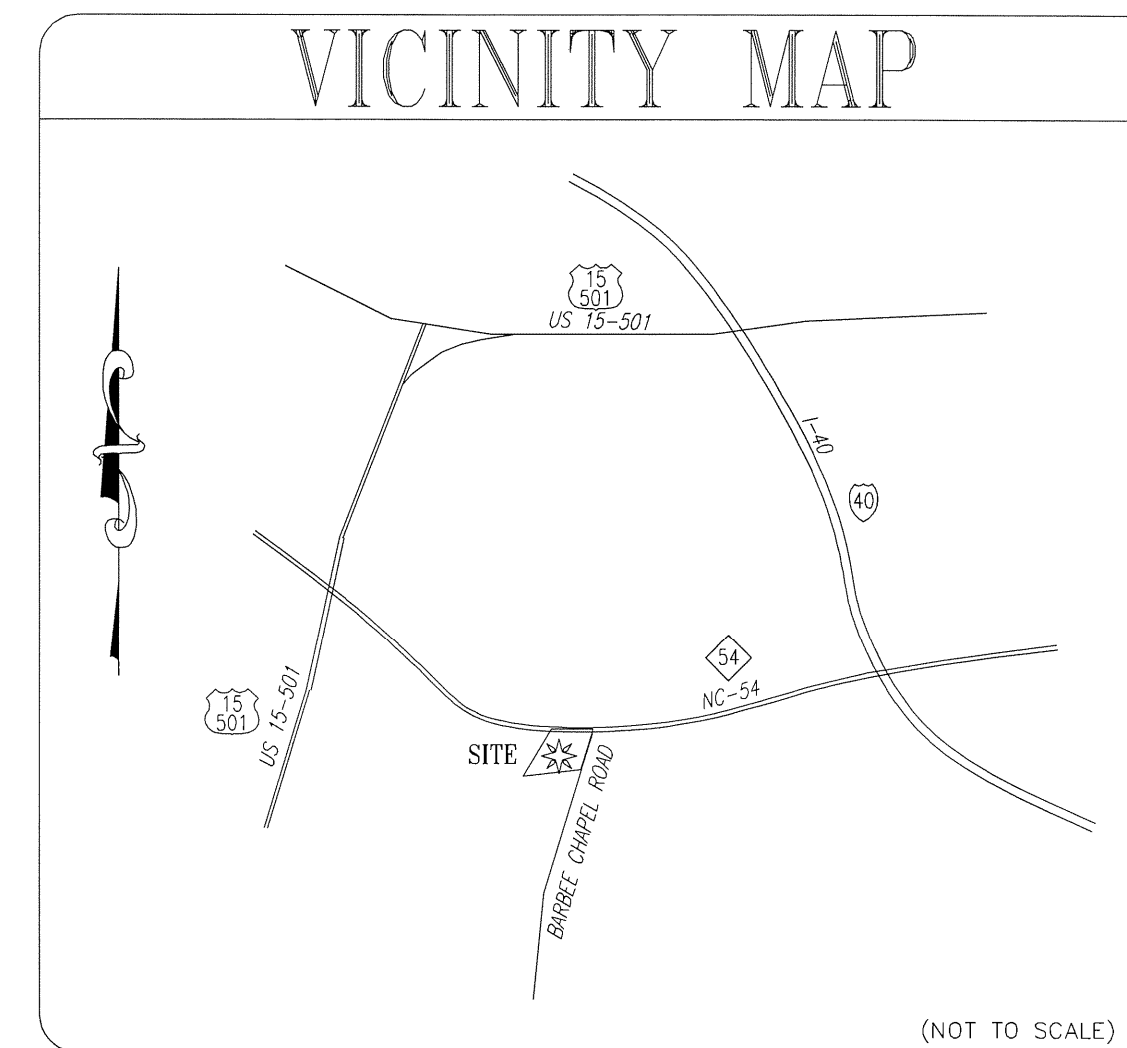 VICINITY MAP
15
501
US 15-501
I-40
40
54
NC-54
15
501
US 15-501
SITE
BARBEE CHAPEL ROAD
(NOT TO SCALE)